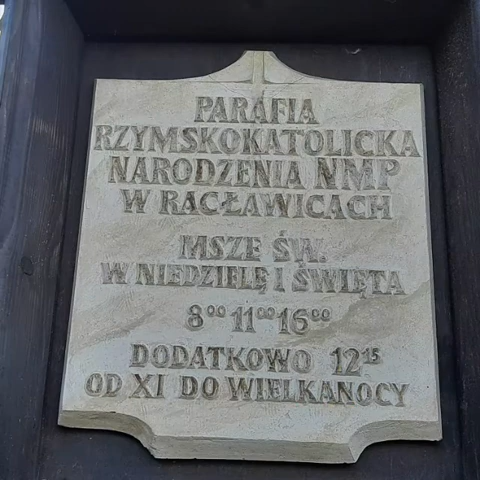 PARAFIA
RZYMSKOKATOLICKA
NARODZENIA NMP
W RACŁAWICACH
MSZE ŚW.
W NIEDZIELĘ I ŚWIĘTA
8⁰⁰ 11⁰⁰ 16⁰⁰
DODATKOWO 12¹⁵
OD XI DO WIELKANOCY